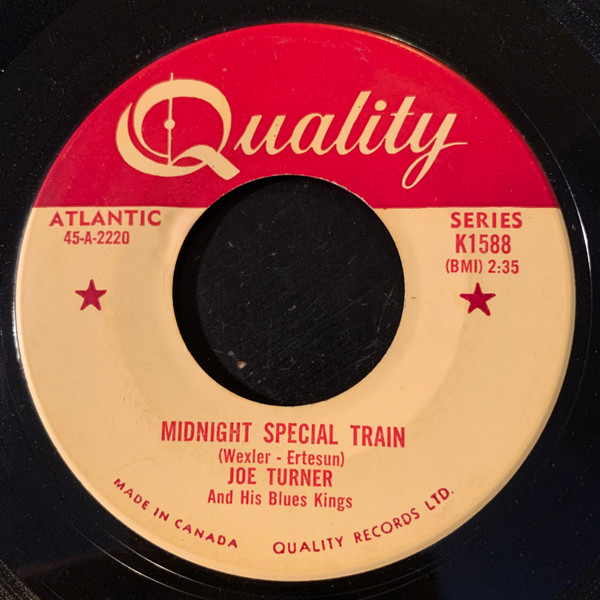 Quality
ATLANTIC
45-A-2220
SERIES
K1588
(BMI) 2:35
MIDNIGHT SPECIAL TRAIN
(Wexler - Ertesun)
JOE TURNER
And His Blues Kings
MADE IN CANADA
QUALITY RECORDS LTD.